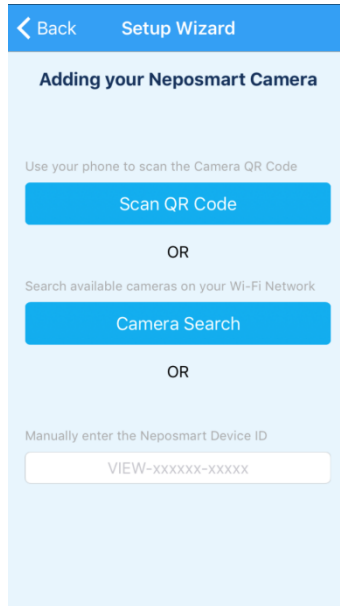 Back Setup Wizard
Adding your Neposmart Camera
Use your phone to scan the Camera QR Code
Scan QR Code
OR
Search available cameras on your Wi-Fi Network
Camera Search
OR
Manually enter the Neposmart Device ID
VIEW-xxxxxx-xxxxx